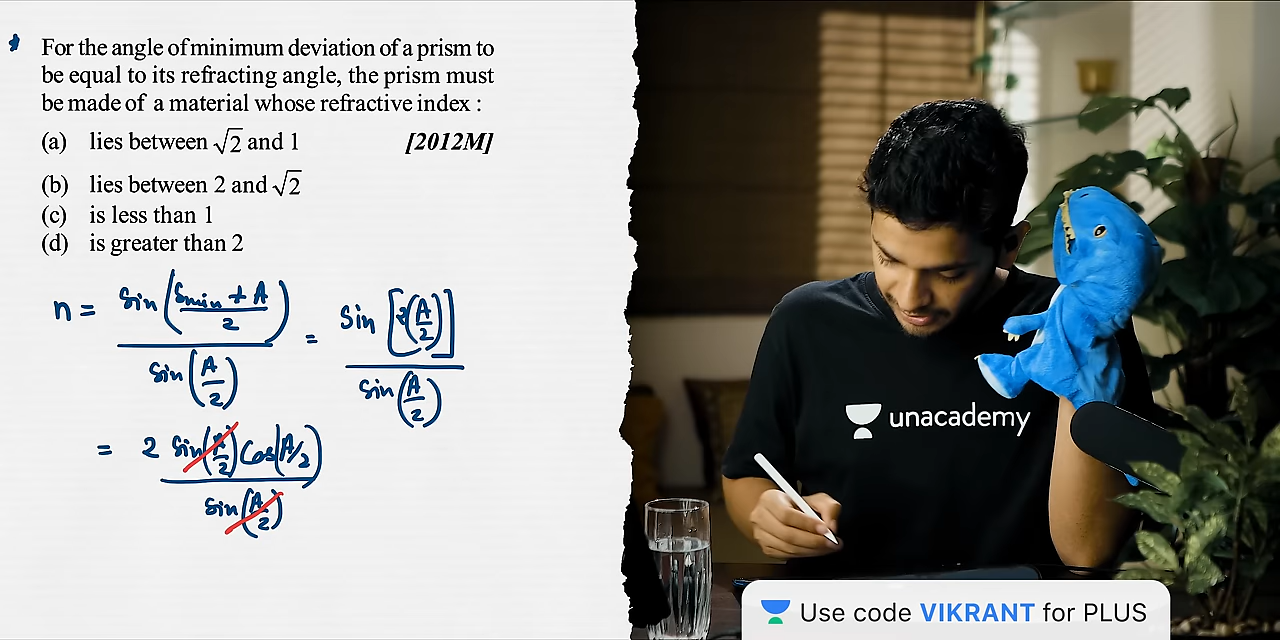 For the angle of minimum deviation of a prism to
be equal to its refracting angle, the prism must
be made of a material whose refractive index :
(a) lies between √2 and 1 [2012M]
(b) lies between 2 and √2
(c) is less than 1
(d) is greater than 2
n = sin((δmin + A)/2) / sin(A/2) = sin[2(A/2)] / sin(A/2)
= 2 sin(A/2) cos(A/2) / sin(A/2)
unacademy
Use code VIKRANT for PLUS